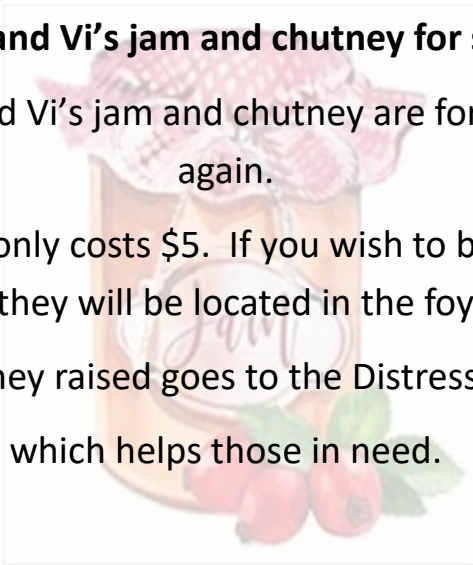 and Vi’s jam and chutney for
d Vi’s jam and chutney are for
again.
only costs $5.  If you wish to b
they will be located in the foy
ney raised goes to the Distress
which helps those in need.
Jam